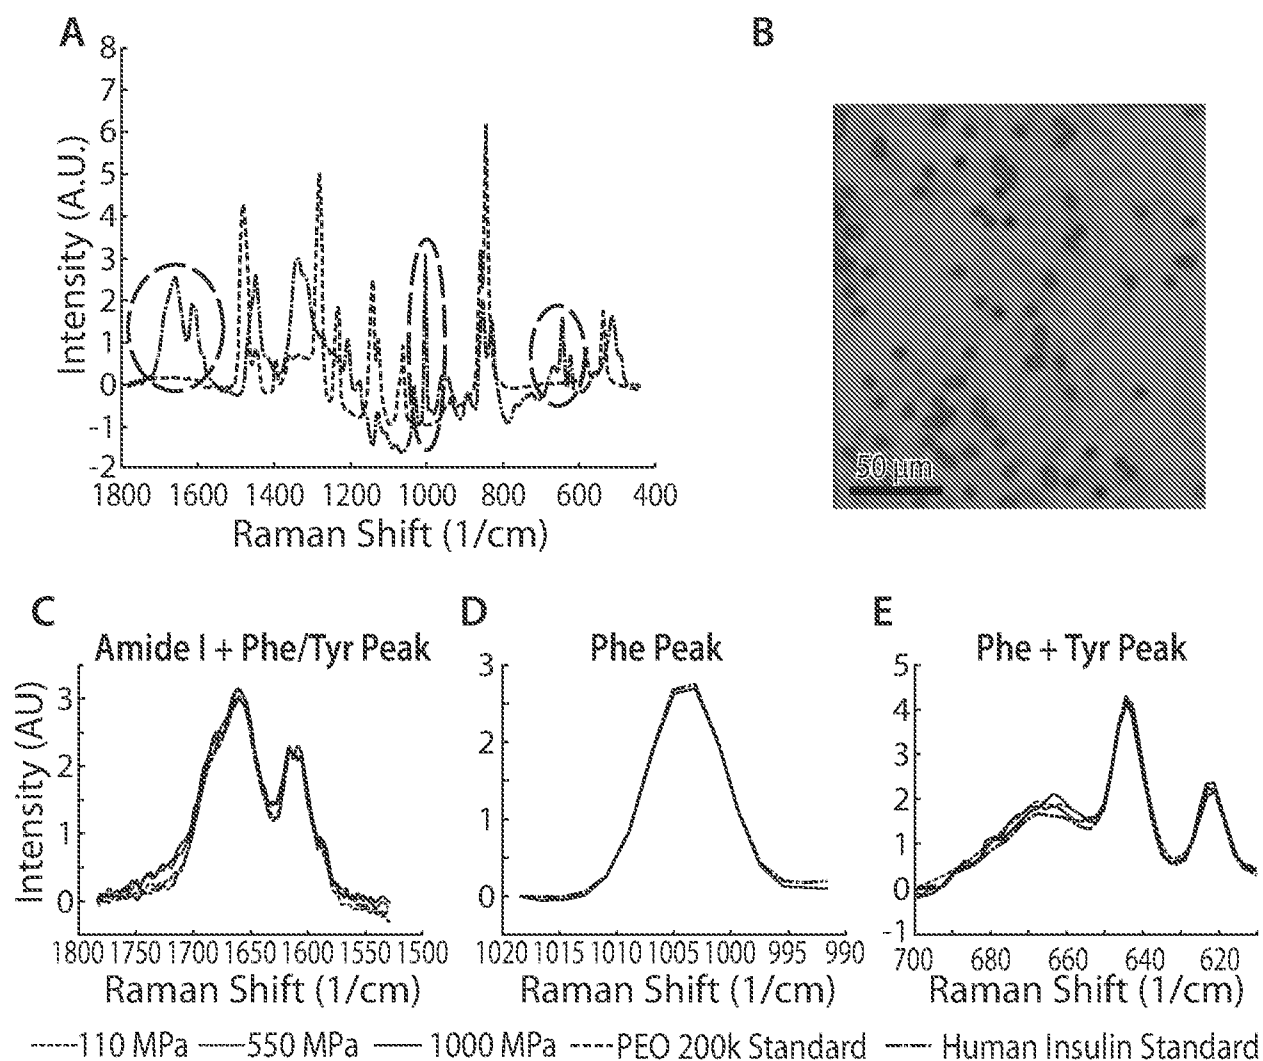 A
B
8
7
6
5
4
3
2
1
0
-1
-2
Intensity (A.U.)
1800 1600 1400 1200 1000 800 600 400
Raman Shift (1/cm)
50 µm
C
D
E
Amide I + Phe/Tyr Peak
Phe Peak
Phe + Tyr Peak
3
2
1
0
Intensity (AU)
1800 1750 1700 1650 1600 1550 1500
Raman Shift (1/cm)
3
2
1
0
1020 1015 1010 1005 1000 995 990
Raman Shift (1/cm)
5
4
3
2
1
0
-1
700 680 660 640 620
Raman Shift (1/cm)
110 MPa 550 MPa 1000 MPa PEO 200k Standard Human Insulin Standard